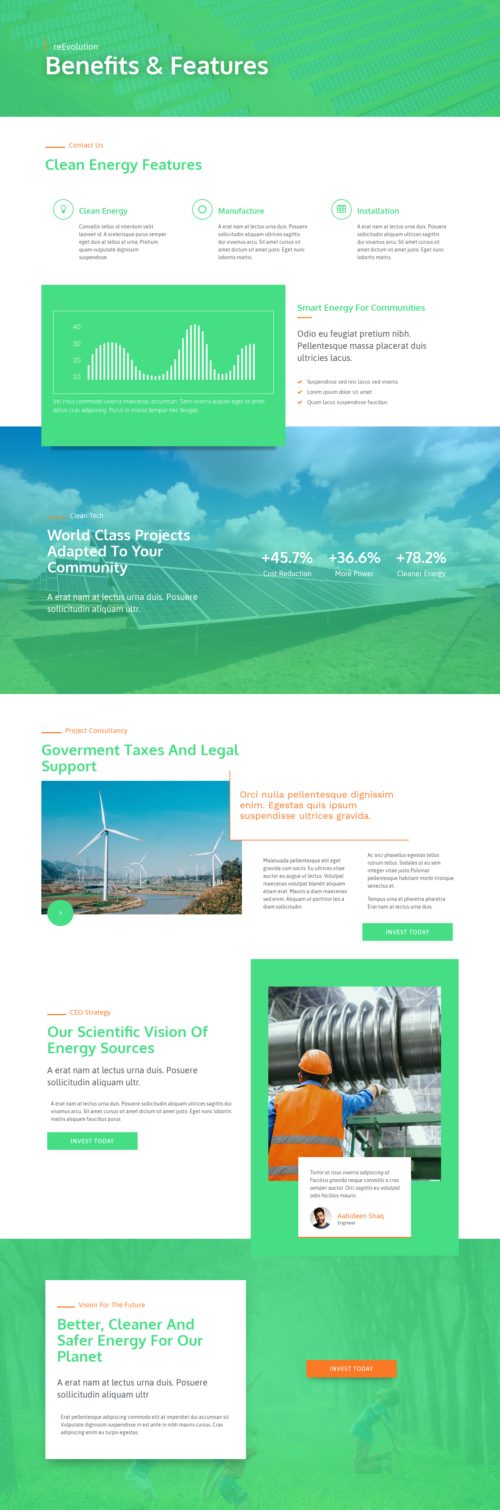 reEvolution
Benefits & Features
Contact Us
Clean Energy Features
Clean Energy
Convallis tellus id interdum velit
laoreet id. A scelerisque purus semper
eget duis at tellus at urna. Pretium
quam vulputate dignissim
suspendisse.
Manufacture
A erat nam at lectus urna duis. Posuere
sollicitudin aliquam ultrices sagittis
dui vivamus arcu. Sit amet cursus sit
amet dictum sit amet justo. Eget nunc
lobortis mattis.
Installation
A erat nam at lectus urna duis. Posuere
sollicitudin aliquam ultrices sagittis
dui vivamus arcu. Sit amet cursus sit
amet dictum sit amet justo. Eget nunc
lobortis mattis.
40
30
20
10
Vel risus commodo viverra maecenas accumsan. Sem viverra aliquet eget sit amet
tellus cras adipiscing. Purus in massa tempor nec feugiat.
Smart Energy For Communities
Odio eu feugiat pretium nibh.
Pellentesque massa placerat duis
ultricies lacus.
Suspendisse sed nisi lacus sed viverra
Lorem ipsum dolor sit amet
Quam lacus suspendisse faucibus
Clean Tech
World Class Projects
Adapted To Your
Community
A erat nam at lectus urna duis. Posuere
sollicitudin aliquam ultr.
+45.7%
Cost Reduction
+36.6%
More Power
+78.2%
Cleaner Energy
Project Consultancy
Goverment Taxes And Legal
Support
Orci nulla pellentesque dignissim
enim. Egestas quis ipsum
suspendisse ultrices gravida.
Malesuada pellentesque elit eget
gravida cum sociis. Eu ultrices vitae
auctor eu augue ut lectus. Volutpat
maecenas volutpat blandit aliquam
etiam erat. Mauris a diam maecenas
sed enim. Aliquam ut porttitor leo a
diam sollicitudin.
Ac orci phasellus egestas tellus
rutrum tellus. Sodales ut eu sem
integer vitae justo Pulvinar
pellentesque habitant morbi tristique
senectus et.
Tempus urna et pharetra pharetra.
Erat nam at lectus urna duis.
INVEST TODAY
CEO Strategy
Our Scientific Vision Of
Energy Sources
A erat nam at lectus urna duis. Posuere
sollicitudin aliquam ultr.
A erat nam at lectus urna duis. Posuere sollicitudin aliquam ultrices sagittis dui
vivamus arcu. Sit amet cursus sit amet dictum sit amet justo. Eget nunc lobortis
mattis aliquam faucibus purus.
INVEST TODAY
Tortor at risus viverra adipiscing at.
Facilisis gravida neque convallis a cras
semper auctor. Orci sagittis eu volutpat
odio facilisis mauris.
Aabideen Shaq
Engineer
Vision For The Future
Better, Cleaner And
Safer Energy For Our
Planet
A erat nam at lectus urna duis. Posuere
sollicitudin aliquam ultr
Erat pellentesque adipiscing commodo elit at imperdiet dui accumsan sit.
Vulputate dignissim suspendisse in est ante in nibh mauris cursus. Cras
adipiscing enim eu turpis egestas.
INVEST TODAY